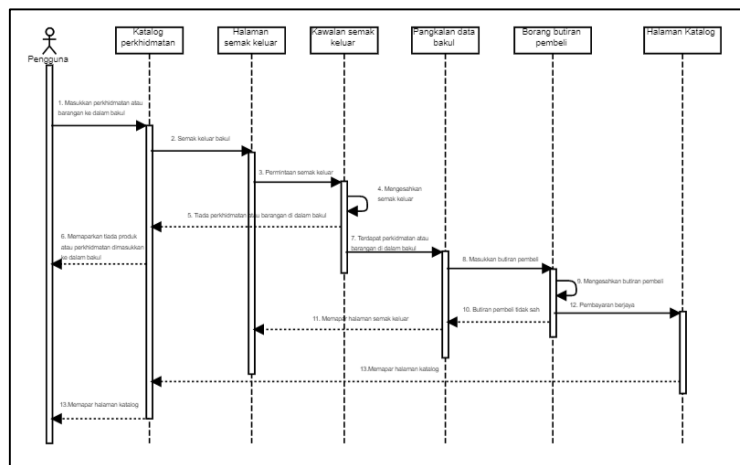 Pengguna
Katalog
perkhidmatan
Halaman
semak keluar
Kawalan semak
keluar
Pangkalan data
bakul
Borang butiran
pembeli
Halaman Katalog
1. Masukkan perkhidmatan atau
barangan ke dalam bakul
2. Semak keluar bakul
3. Permintaan semak keluar
4. Mengesahkan
semak keluar
5. Tiada perkhidmatan atau barangan di dalam bakul
6. Memaparkan tiada produk
atau perkhidmatan dimasukkan
ke dalam bakul
7. Terdapat perkidmatan atau
barangan di dalam bakul
8. Masukkan butiran pembeli
9. Mengesahkan butiran pembeli
10. Butiran pembeli tidak sah
11. Memapar halaman semak keluar
12. Pembayaran berjaya
13.Memapar halaman katalog
13.Memapar halaman katalog